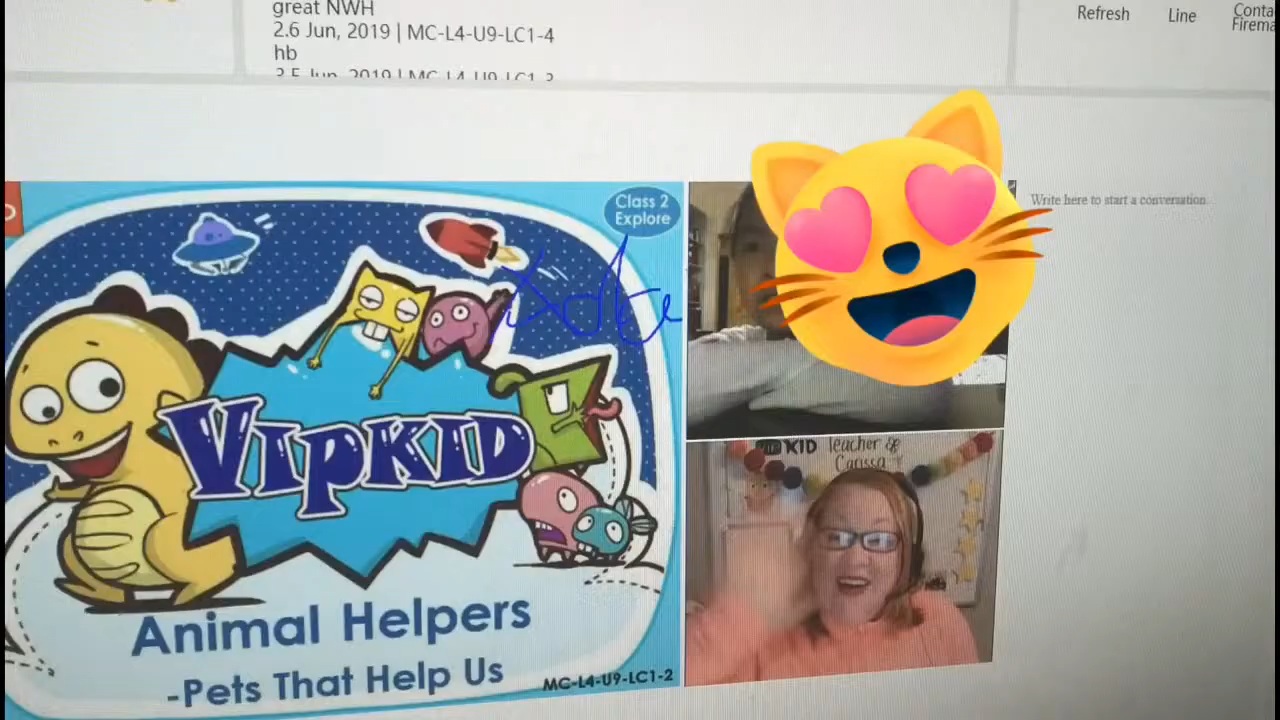 great NWH
2.6 Jun, 2019 | MC-L4-U9-LC1-4
hb
Refresh
Line
Write here to start a conversation.
Class 2
Explore
VIPKID
Animal Helpers
-Pets That Help Us
MC-L4-U9-LC1-2
KID Teacher
Carissa